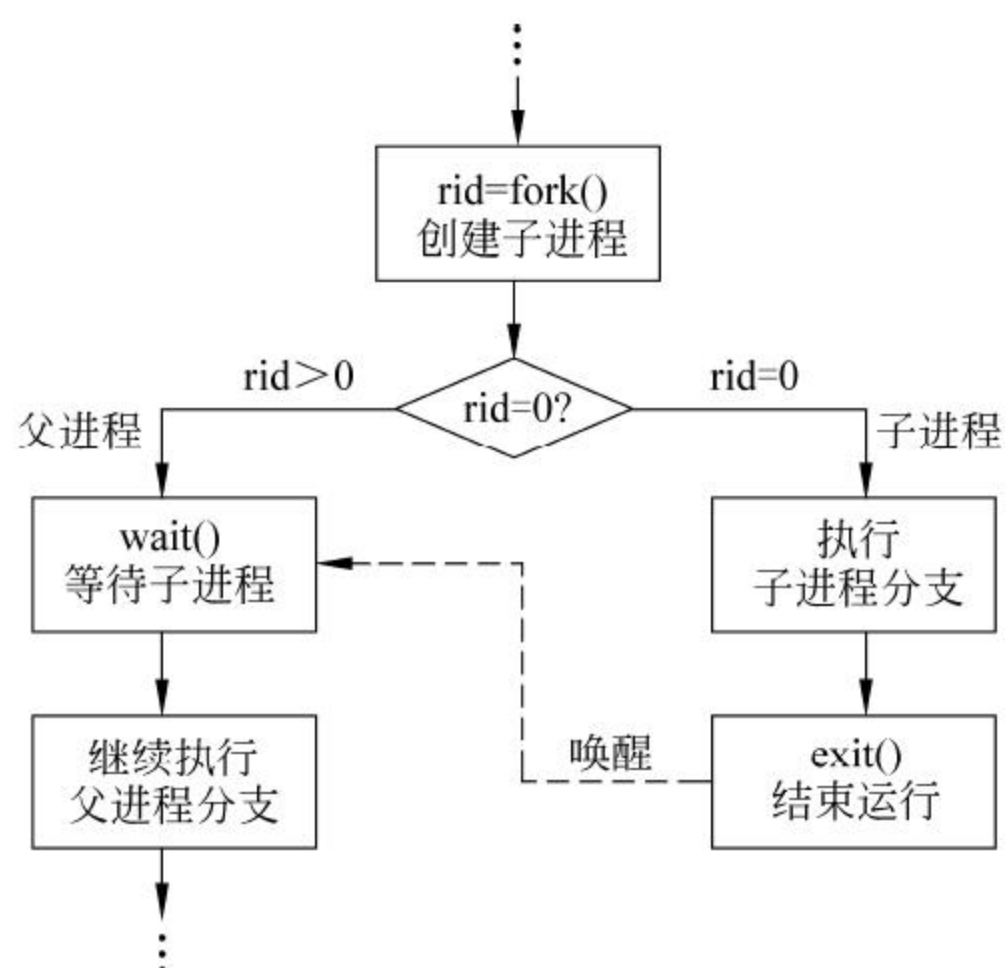 rid=fork()
创建子进程
rid>0
rid=0?
rid=0
父进程
子进程
wait()
等待子进程
执行
子进程分支
唤醒
继续执行
父进程分支
exit()
结束运行